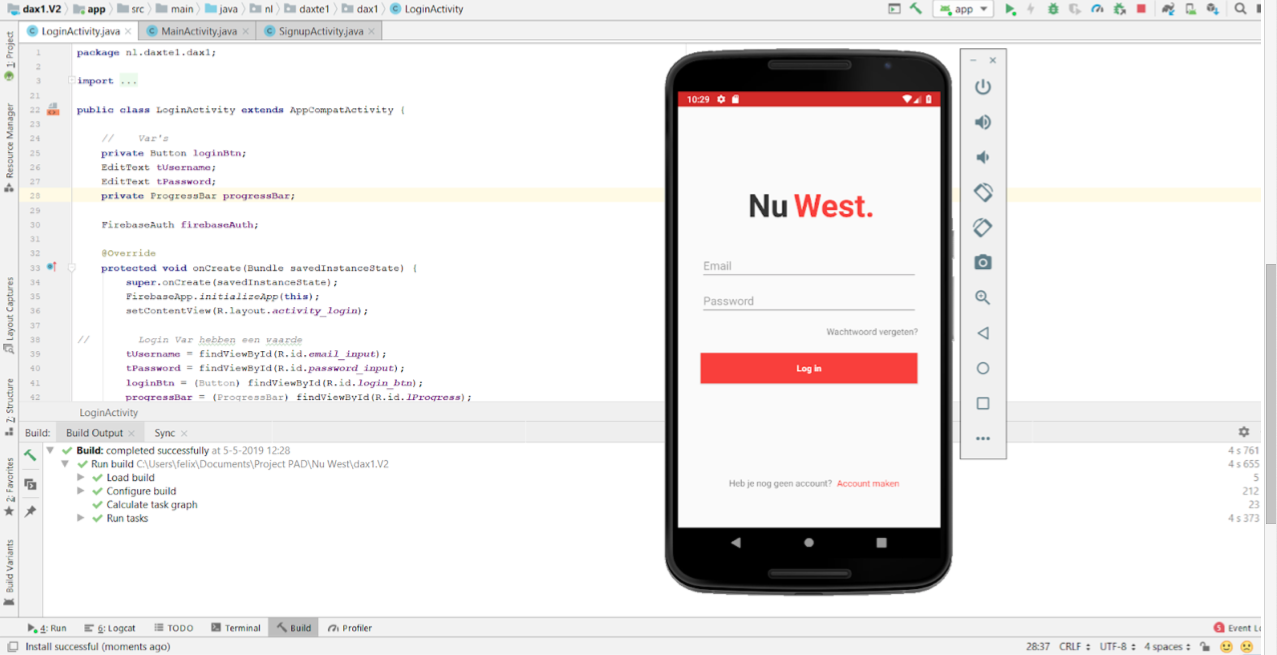 dax1.V2 app src main java nl daxte1 dax1 LoginActivity app
LoginActivity.java MainActivity.java SignupActivity.java
1: Project
Resource Manager
Layout Captures
7: Structure
2: Favorites
Build Variants
1 package nl.daxte1.dax1;
2
3 import ...
21
22 public class LoginActivity extends AppCompatActivity {
23
24 // Var's
25 private Button loginBtn;
26 EditText tUsername;
27 EditText tPassword;
28 private ProgressBar progressBar;
29
30 FirebaseAuth firebaseAuth;
31
32 @Override
33 protected void onCreate(Bundle savedInstanceState) {
34 super.onCreate(savedInstanceState);
35 FirebaseApp.initializeApp(this);
36 setContentView(R.layout.activity_login);
37
38 // Login Var hebben een vaarde
39 tUsername = findViewById(R.id.email_input);
40 tPassword = findViewById(R.id.password_input);
41 loginBtn = (Button) findViewById(R.id.login_btn);
42 progressBar = (ProgressBar) findViewById(R.id.lProgress);
LoginActivity
10:29
Nu West.
Email
Password
Wachtwoord vergeten?
Log in
Heb je nog geen account? Account maken
Build: Build Output Sync
Build: completed successfully at 5-5-2019 12:28 4 s 761
Run build C:\Users\felix\Documents\Project PAD\Nu West\dax1.V2 4 s 655
Load build 5
Configure build 212
Calculate task graph 23
Run tasks 4 s 373
4: Run 6: Logcat TODO Terminal Build Profiler 5 Event Lo
Install successful (moments ago) 28:37 CRLF UTF-8 4 spaces